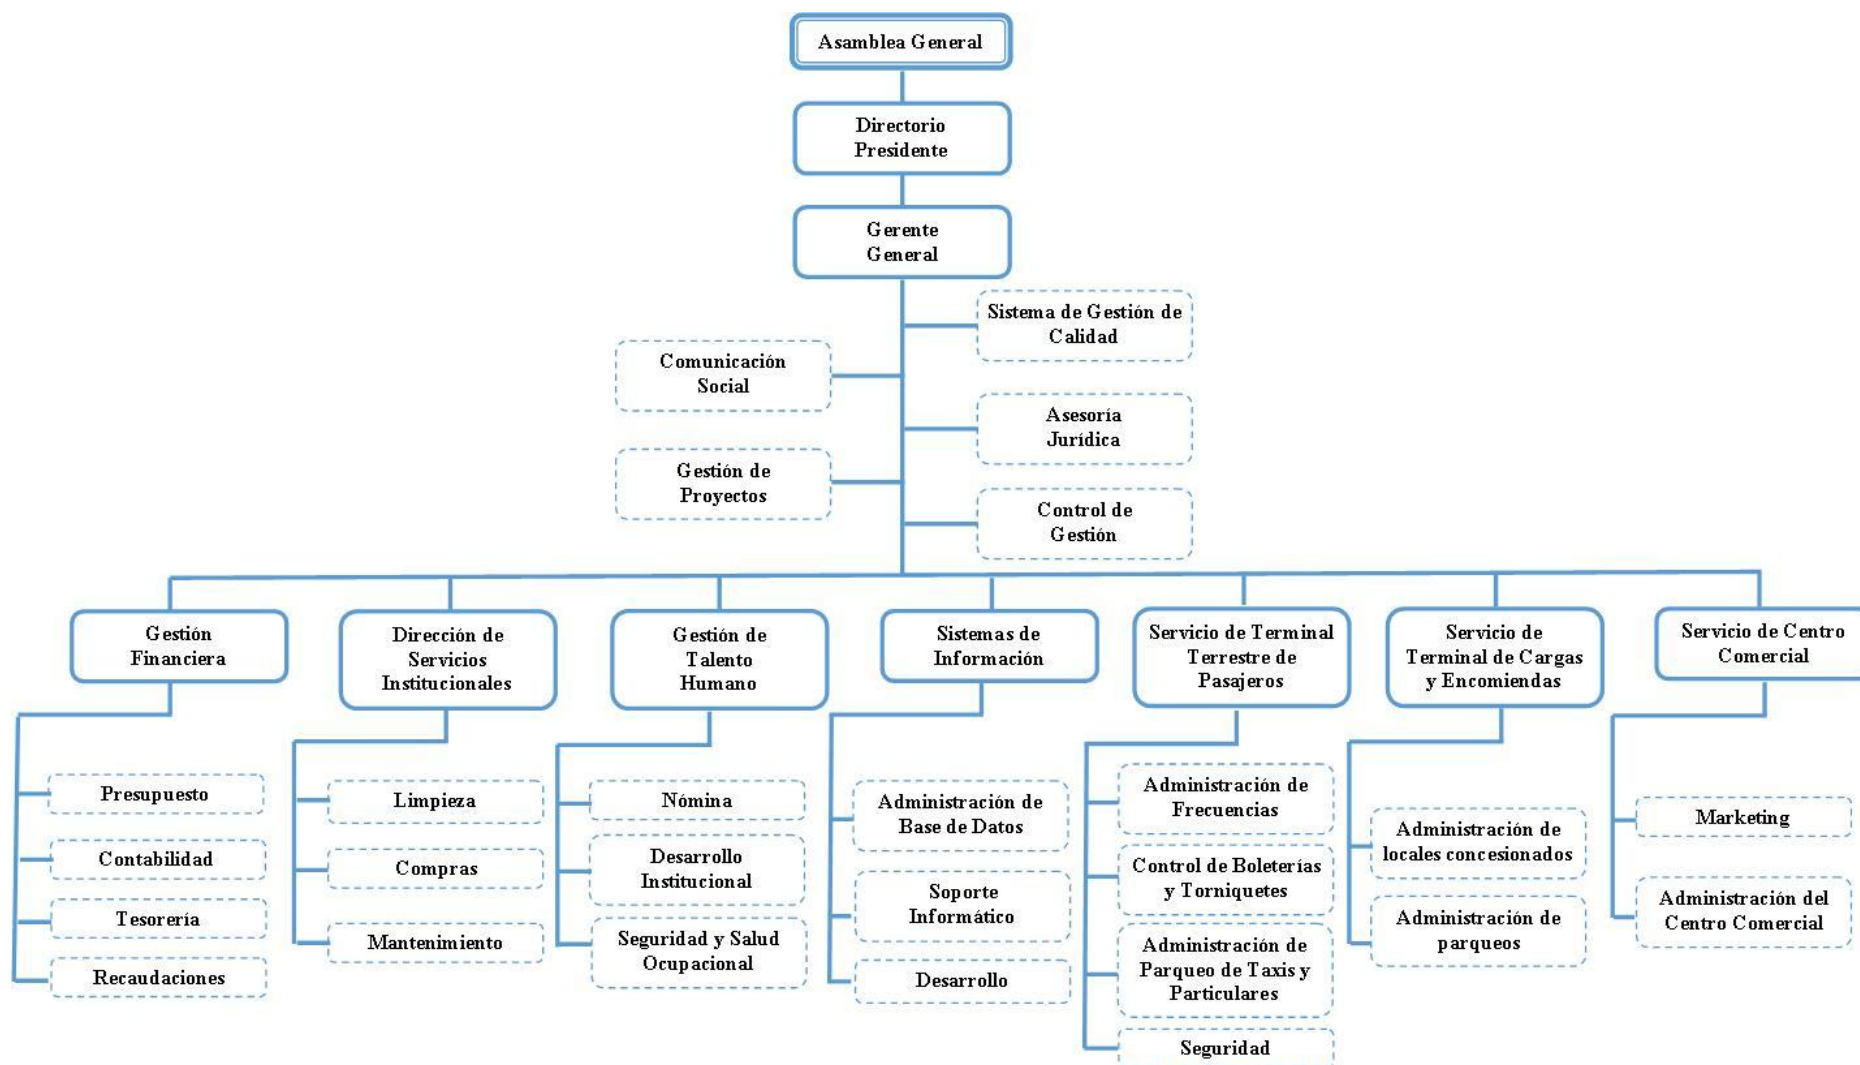 Asamblea General
Directorio
Presidente
Gerente
General
Sistema de Gestión de
Calidad
Comunicación
Social
Asesoría
Jurídica
Gestión de
Proyectos
Control de
Gestión
Gestión
Financiera
Dirección de
Servicios
Institucionales
Gestión de
Talento
Humano
Sistemas de
Información
Servicio de Terminal
Terrestre de
Pasajeros
Servicio de
Terminal de Cargas
y Encomiendas
Servicio de Centro
Comercial
Presupuesto
Contabilidad
Tesorería
Recaudaciones
Limpieza
Compras
Mantenimiento
Nómina
Desarrollo
Institucional
Seguridad y Salud
Ocupacional
Administración de
Base de Datos
Soporte
Informático
Desarrollo
Administración de
Frecuencias
Control de Boleterías
y Torniquetes
Administración de
Parqueo de Taxis y
Particulares
Seguridad
Administración de
locales concesionados
Administración de
parqueos
Marketing
Administración del
Centro Comercial